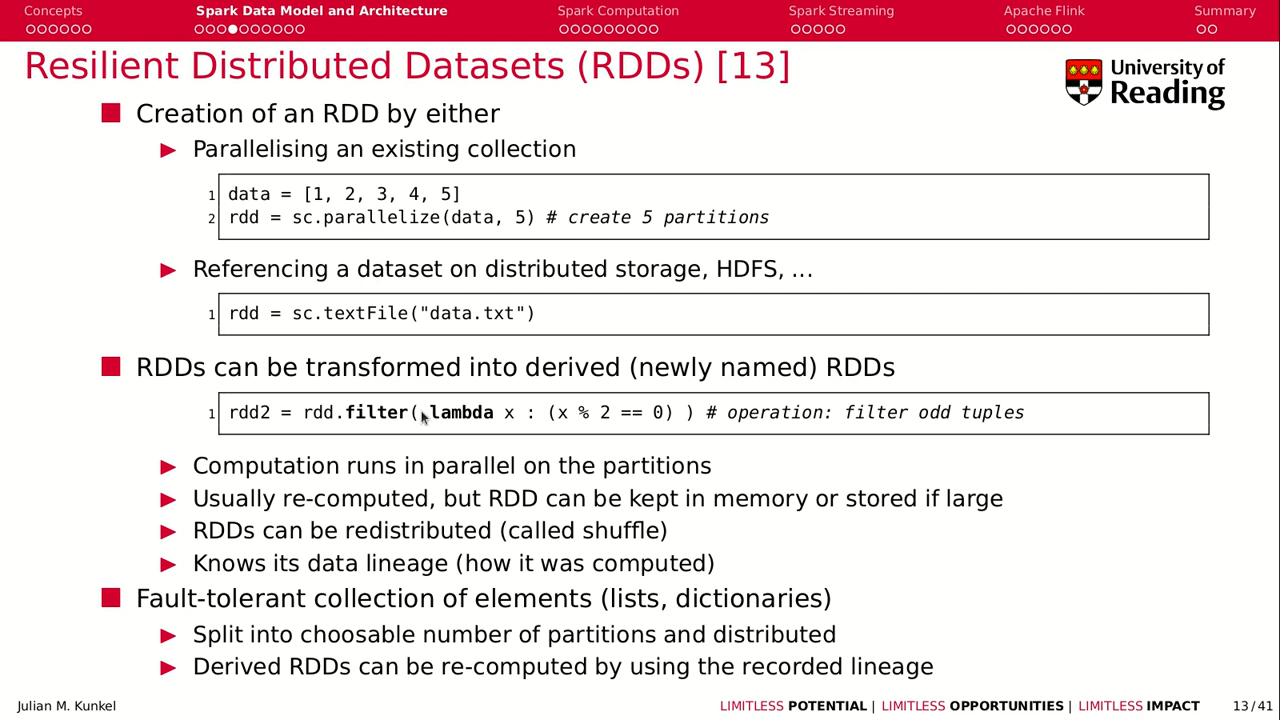 Concepts Spark Data Model and Architecture Spark Computation Spark Streaming Apache Flink Summary
Resilient Distributed Datasets (RDDs) [13]
University of
Reading
Creation of an RDD by either
Parallelising an existing collection
1 data = [1, 2, 3, 4, 5]
2 rdd = sc.parallelize(data, 5) # create 5 partitions
Referencing a dataset on distributed storage, HDFS, ...
1 rdd = sc.textFile("data.txt")
RDDs can be transformed into derived (newly named) RDDs
1 rdd2 = rdd.filter( lambda x : (x % 2 == 0) ) # operation: filter odd tuples
Computation runs in parallel on the partitions
Usually re-computed, but RDD can be kept in memory or stored if large
RDDs can be redistributed (called shuffle)
Knows its data lineage (how it was computed)
Fault-tolerant collection of elements (lists, dictionaries)
Split into choosable number of partitions and distributed
Derived RDDs can be re-computed by using the recorded lineage
Julian M. Kunkel LIMITLESS POTENTIAL | LIMITLESS OPPORTUNITIES | LIMITLESS IMPACT 13/41